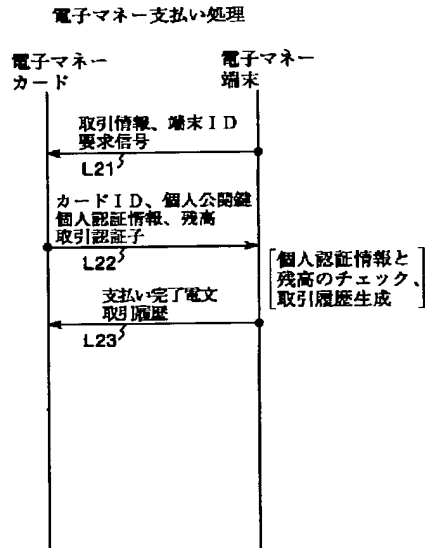 電子マネー支払い処理
電子マネー
カード
電子マネー
端末
取引情報、端末ID
要求信号
L21
カードID、個人公開鍵
個人認証情報、残高
取引認証子
L22
個人認証情報と
残高のチェック、
取引履歴生成
支払い完了電文
取引履歴
L23